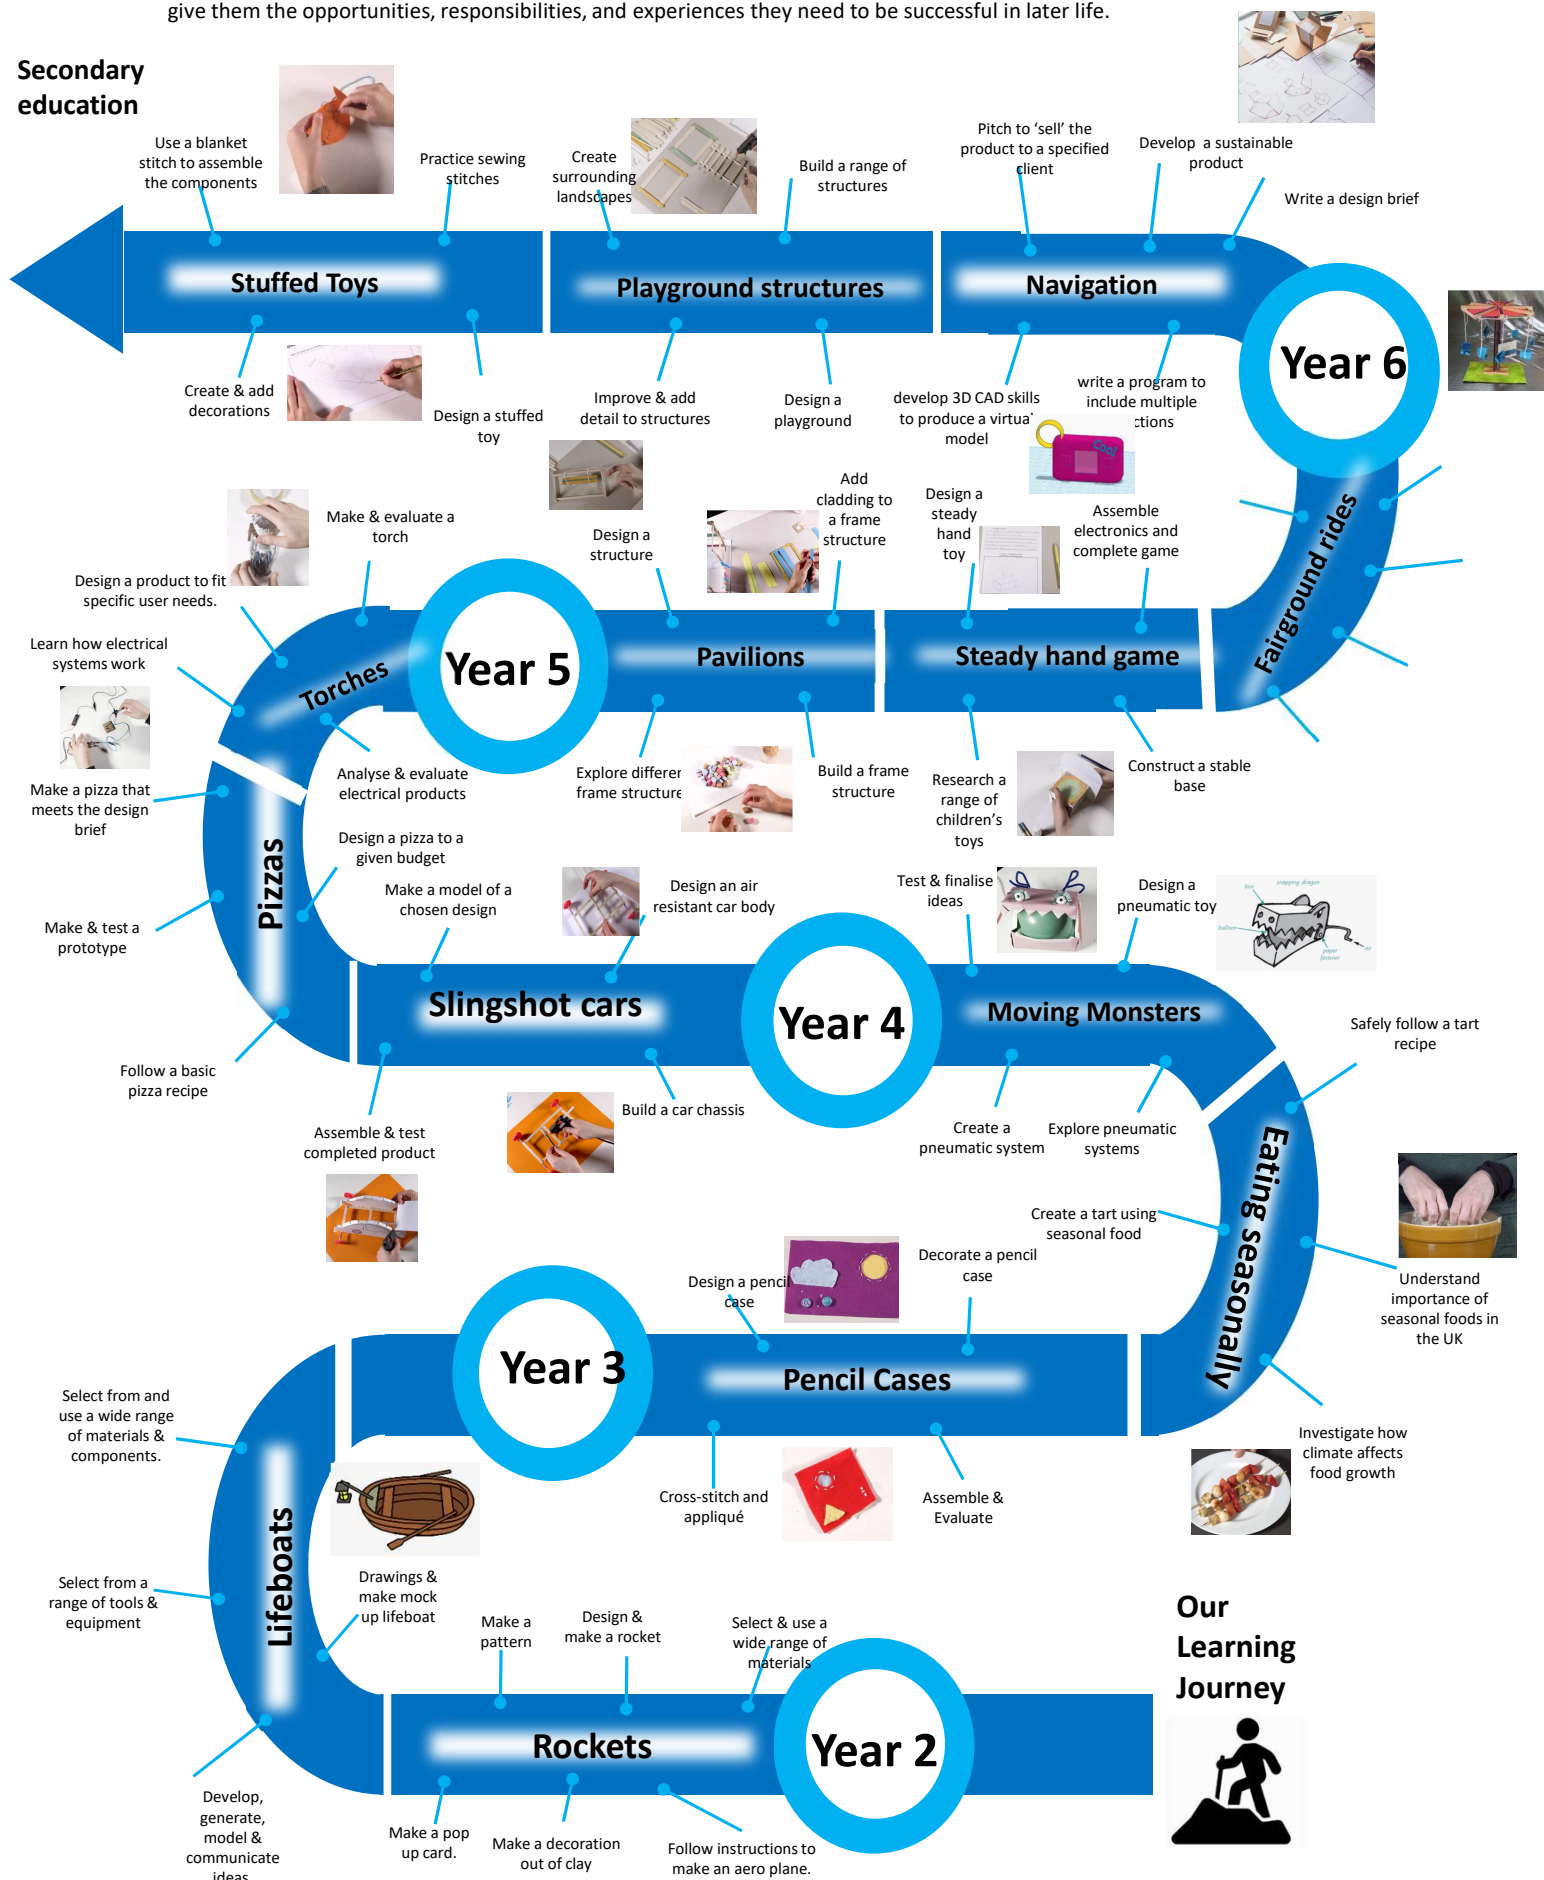 give them the opportunities, responsibilities, and experiences they need to be successful in later life.
Secondary
education
Use a blanket
stitch to assemble
the components
Practice sewing
stitches
Create
surrounding
landscapes
Build a range of
structures
Pitch to ‘sell’ the
product to a specified
client
Develop a sustainable
product
Write a design brief
Stuffed Toys
Playground structures
Navigation
Year 6
Create & add
decorations
Design a stuffed
toy
Improve & add
detail to structures
Design a
playground
develop 3D CAD skills
to produce a virtual
model
write a program to
include multiple
ctions
Cool
Fairground rides
Make & evaluate a
torch
Design a
structure
Add
cladding to
a frame
structure
Design a
steady
hand
toy
Assemble
electronics and
complete game
Design a product to fit
specific user needs.
Learn how electrical
systems work
Torches
Year 5
Pavilions
Steady hand game
Analyse & evaluate
electrical products
Explore differen
frame structure
Build a frame
structure
Research a
range of
children’s
toys
Construct a stable
base
Make a pizza that
meets the design
brief
Design a pizza to a
given budget
Pizzas
Make & test a
prototype
Follow a basic
pizza recipe
Make a model of a
chosen design
Design an air
resistant car body
Test & finalise
ideas
Design a
pneumatic toy
snapping dragon
box
balloon
paper
fastener
air
Slingshot cars
Year 4
Moving Monsters
Assemble & test
completed product
Build a car chassis
Create a
pneumatic system
Explore pneumatic
systems
Safely follow a tart
recipe
Eating seasonally
Create a tart using
seasonal food
Understand
importance of
seasonal foods in
the UK
Investigate how
climate affects
food growth
Design a pencil
case
Decorate a pencil
case
Year 3
Pencil Cases
Cross-stitch and
appliqué
Assemble &
Evaluate
Select from and
use a wide range
of materials &
components.
Lifeboats
Select from a
range of tools &
equipment
Drawings &
make mock
up lifeboat
Develop,
generate,
model &
communicate
ideas
Make a
pattern
Design &
make a rocket
Select & use a
wide range of
materials
Rockets
Year 2
Make a pop
up card.
Make a decoration
out of clay
Follow instructions to
make an aero plane.
Our
Learning
Journey